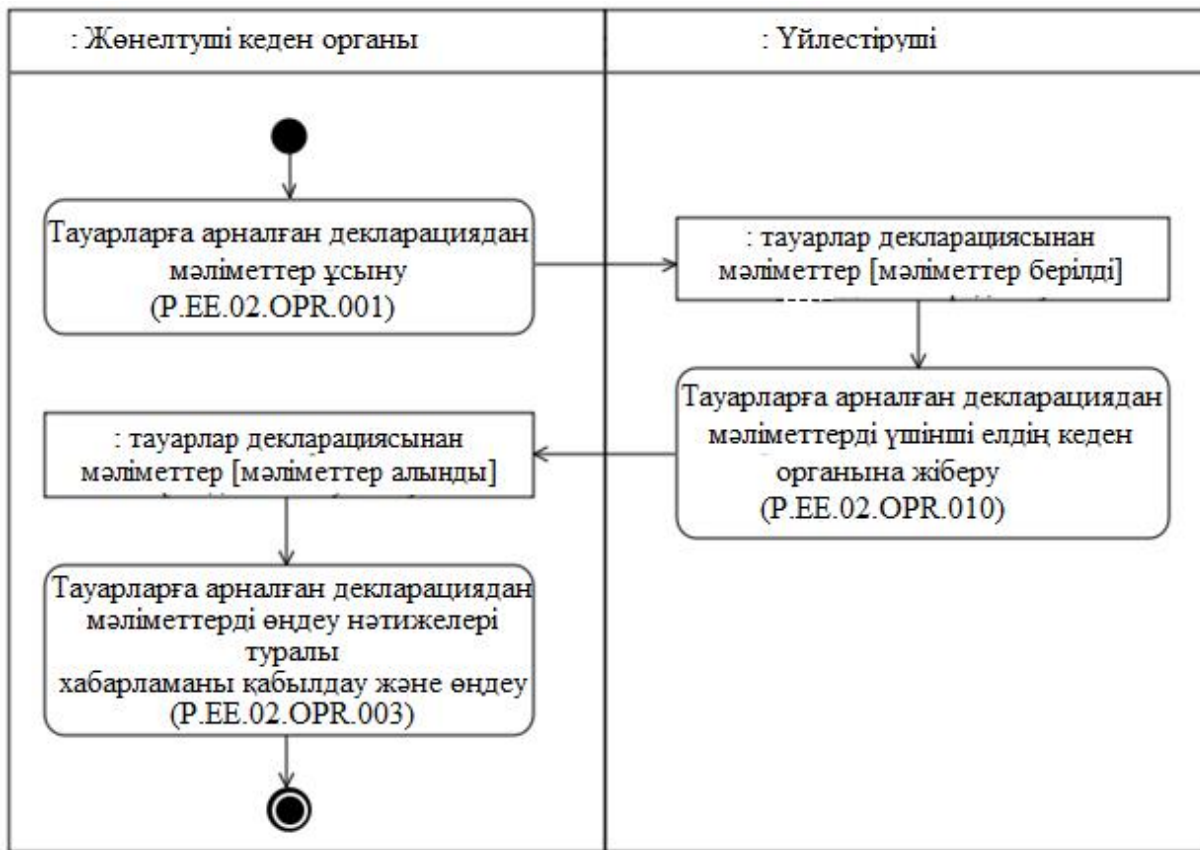 : Жөнелтуші кеден органы
: Үйлестіруші
Тауарларға арналған декларациядан
мәліметтер ұсыну
(P.EE.02.OPR.001)
: тауарлар декларациясынан
мәліметтер [мәліметтер берілді]
Тауарларға арналған декларациядан
мәліметтерді үшінші елдің кеден
органына жіберу
(P.EE.02.OPR.010)
: тауарлар декларациясынан
мәліметтер [мәліметтер алынды]
Тауарларға арналған декларациядан
мәліметтерді өңдеу нәтижелері
туралы
хабарламаны қабылдау және өңдеу
(P.EE.02.OPR.003)